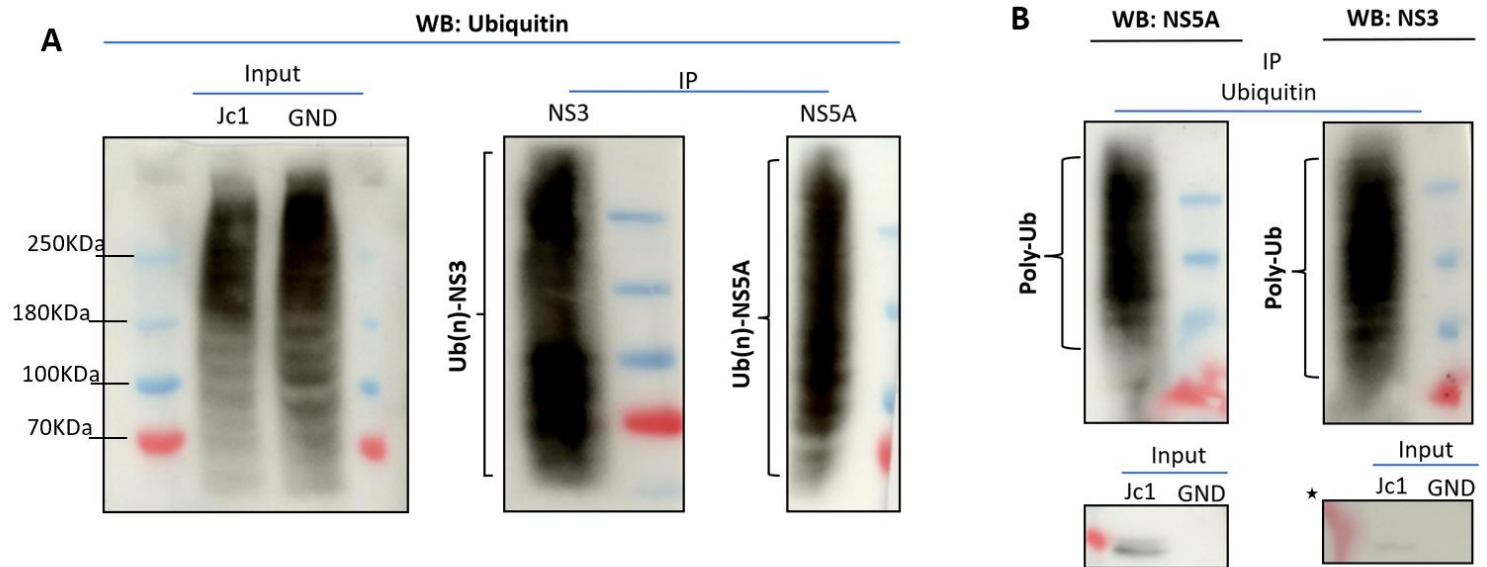 A
WB: Ubiquitin
Input
IP
Jc1 GND
NS3
NS5A
250KDa
180KDa
100KDa
70KDa
Ub(n)-NS3
Ub(n)-NS5A
B
WB: NS5A
WB: NS3
IP
Ubiquitin
Poly-Ub
Poly-Ub
Input
Jc1 GND
Input
★ Jc1 GND